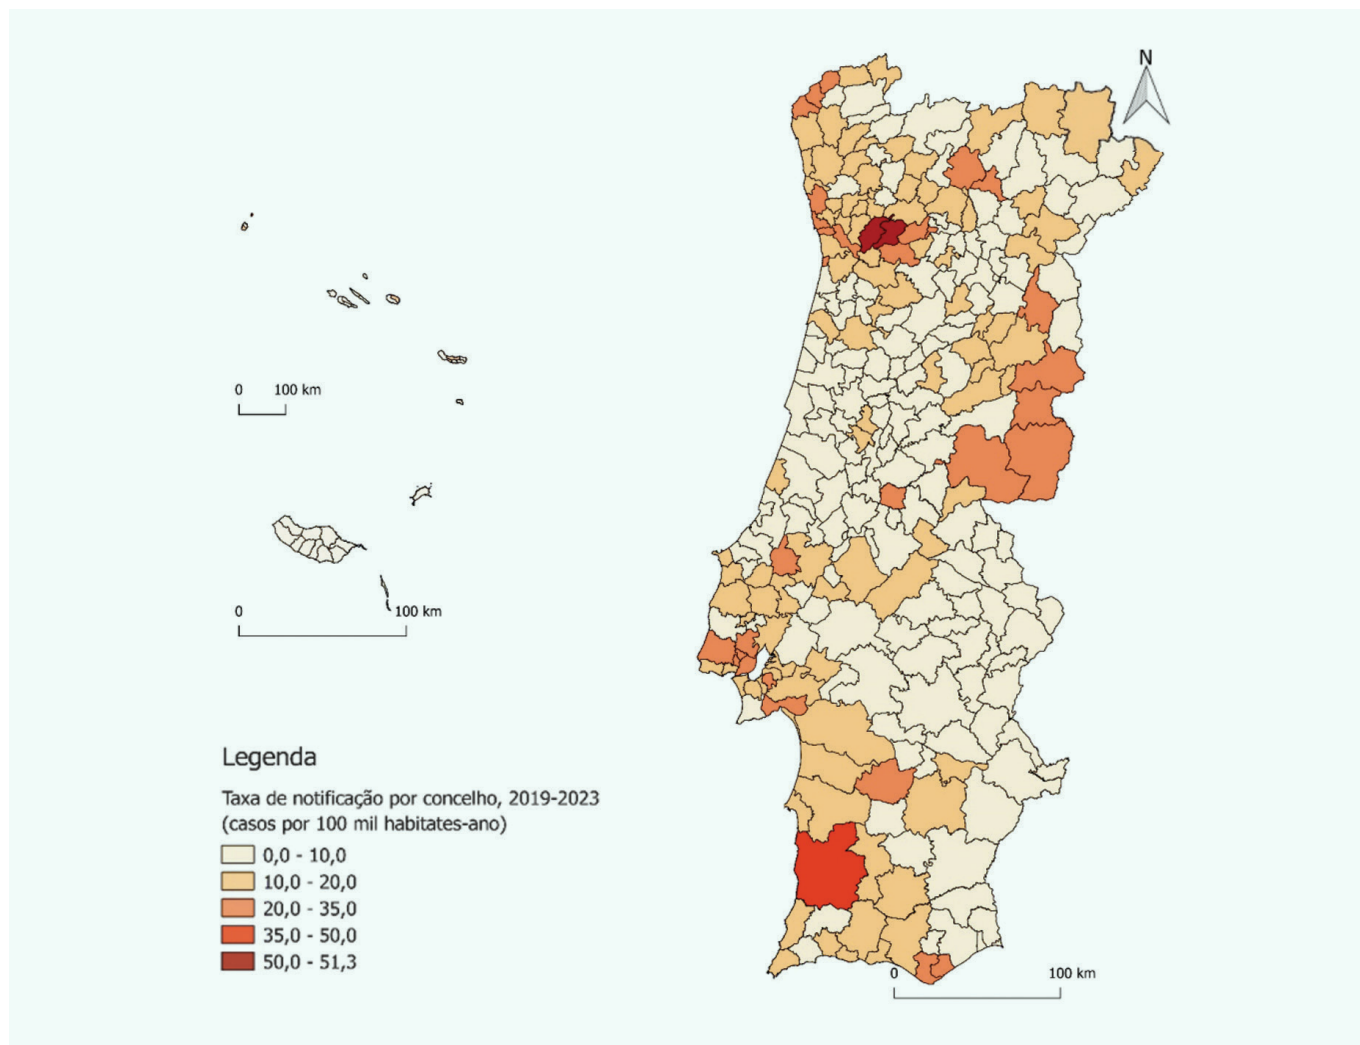 N
0 100 km
0 100 km
Legenda
Taxa de notificação por concelho, 2019-2023
(casos por 100 mil habitates-ano)
0,0 - 10,0
10,0 - 20,0
20,0 - 35,0
35,0 - 50,0
50,0 - 51,3
0 100 km